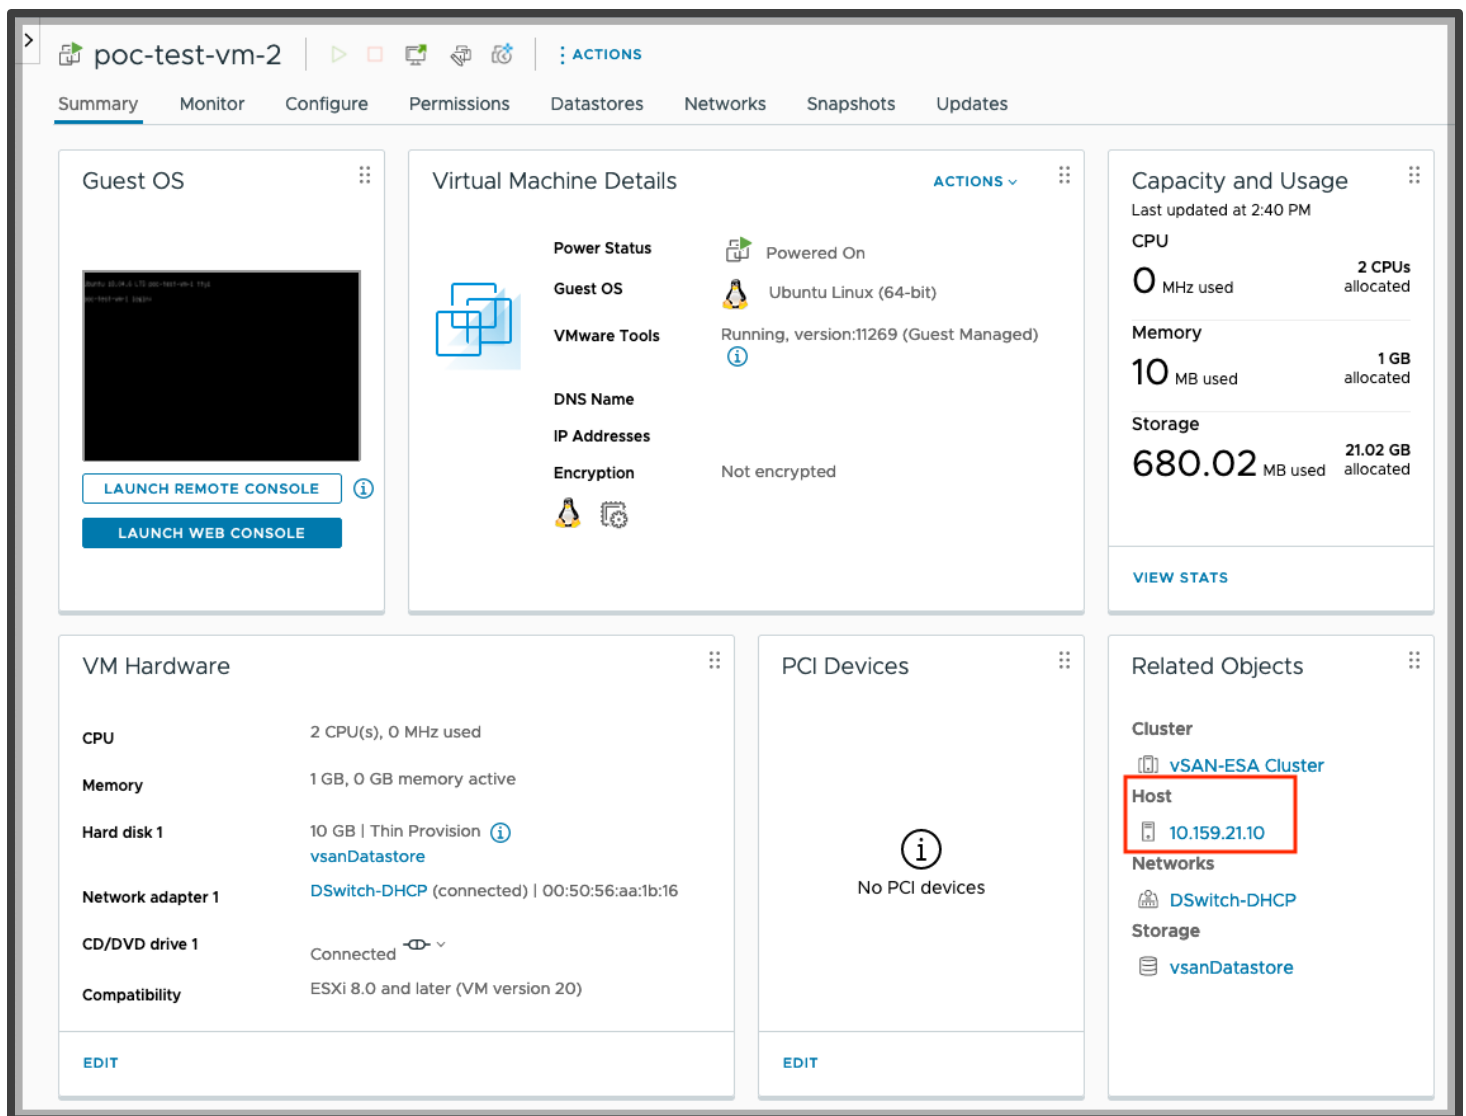 poc-test-vm-2
ACTIONS
Summary Monitor Configure Permissions Datastores Networks Snapshots Updates
Guest OS
LAUNCH REMOTE CONSOLE
LAUNCH WEB CONSOLE
Virtual Machine Details
ACTIONS
Power Status Powered On
Guest OS Ubuntu Linux (64-bit)
VMware Tools Running, version:11269 (Guest Managed)
DNS Name
IP Addresses
Encryption Not encrypted
Capacity and Usage
Last updated at 2:40 PM
CPU
0 MHz used 2 CPUs allocated
Memory
10 MB used 1 GB allocated
Storage
680.02 MB used 21.02 GB allocated
VIEW STATS
VM Hardware
CPU 2 CPU(s), 0 MHz used
Memory 1 GB, 0 GB memory active
Hard disk 1 10 GB | Thin Provision
vsanDatastore
Network adapter 1 DSwitch-DHCP (connected) | 00:50:56:aa:1b:16
CD/DVD drive 1 Connected
Compatibility ESXi 8.0 and later (VM version 20)
EDIT
PCI Devices
No PCI devices
EDIT
Related Objects
Cluster
vSAN-ESA Cluster
Host
10.159.21.10
Networks
DSwitch-DHCP
Storage
vsanDatastore